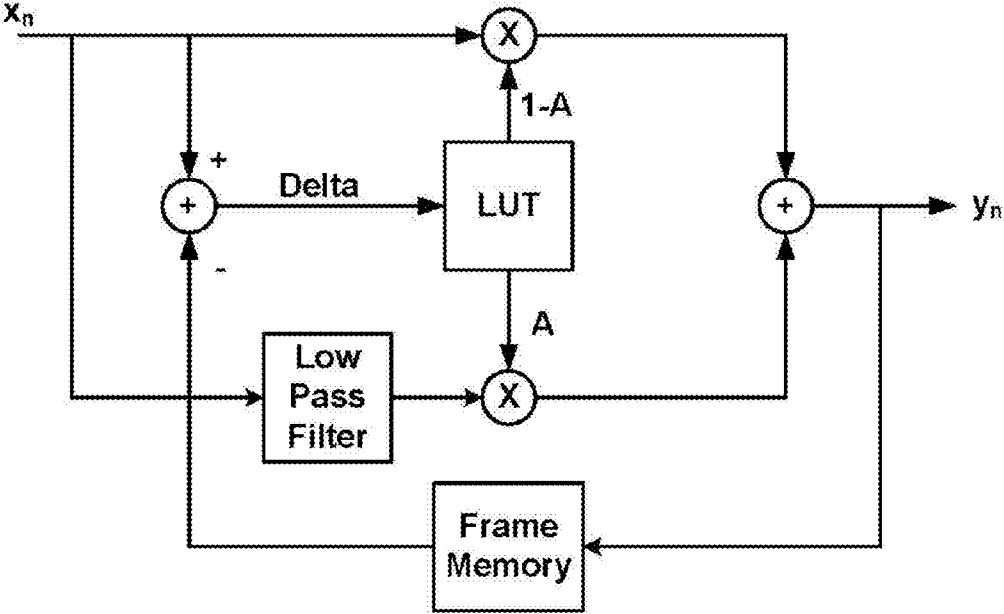 xn
X
1-A
+
Delta
+
LUT
+
yn
-
A
Low
Pass
Filter
X
Frame
Memory